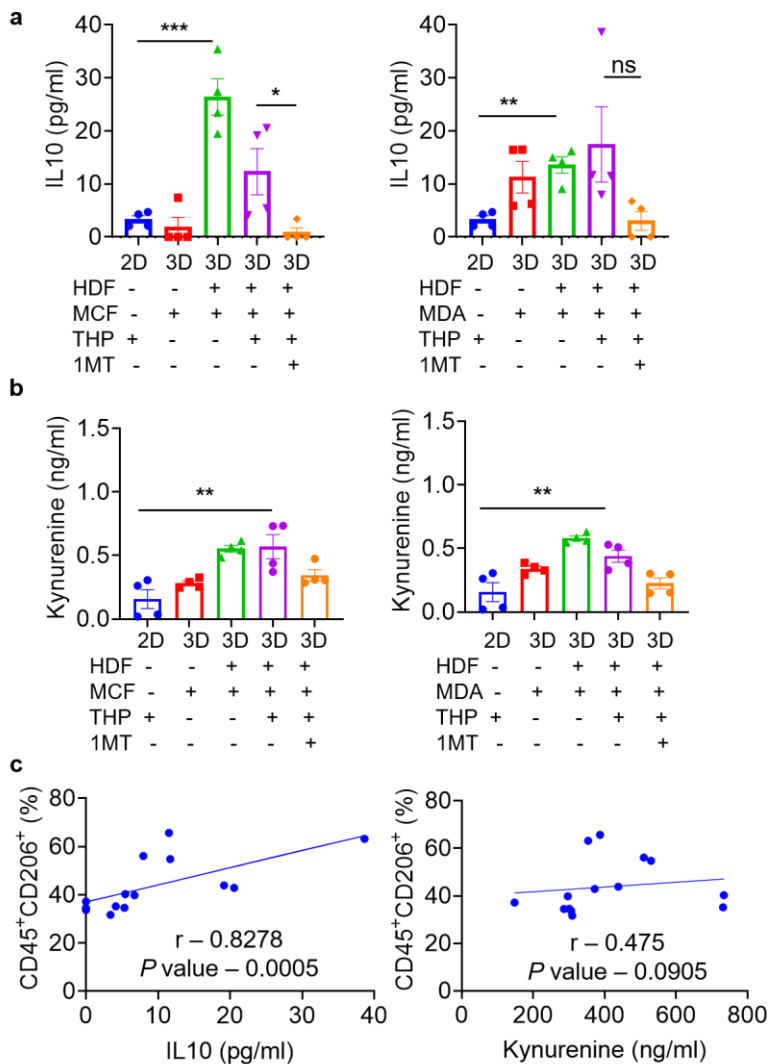 a
***
*
IL10 (pg/ml)
40
30
20
10
0
2D 3D 3D 3D 3D
HDF - - + + +
MCF - + + + +
THP + - - + +
1MT - - - - +
**
ns
IL10 (pg/ml)
40
30
20
10
0
2D 3D 3D 3D 3D
HDF - - + + +
MDA - + + + +
THP + - - + +
1MT - - - - +
b
**
Kynurenine (ng/ml)
1.5
1.0
0.5
0.0
2D 3D 3D 3D 3D
HDF - - + + +
MCF - + + + +
THP + - - + +
1MT - - - - +
**
Kynurenine (ng/ml)
1.5
1.0
0.5
0.0
2D 3D 3D 3D 3D
HDF - - + + +
MDA - + + + +
THP + - - + +
1MT - - - - +
c
CD45⁺CD206⁺ (%)
80
60
40
20
0
r – 0.8278
P value – 0.0005
0 10 20 30 40
IL10 (pg/ml)
CD45⁺CD206⁺ (%)
80
60
40
20
0
r – 0.475
P value – 0.0905
0 200 400 600 800
Kynurenine (ng/ml)